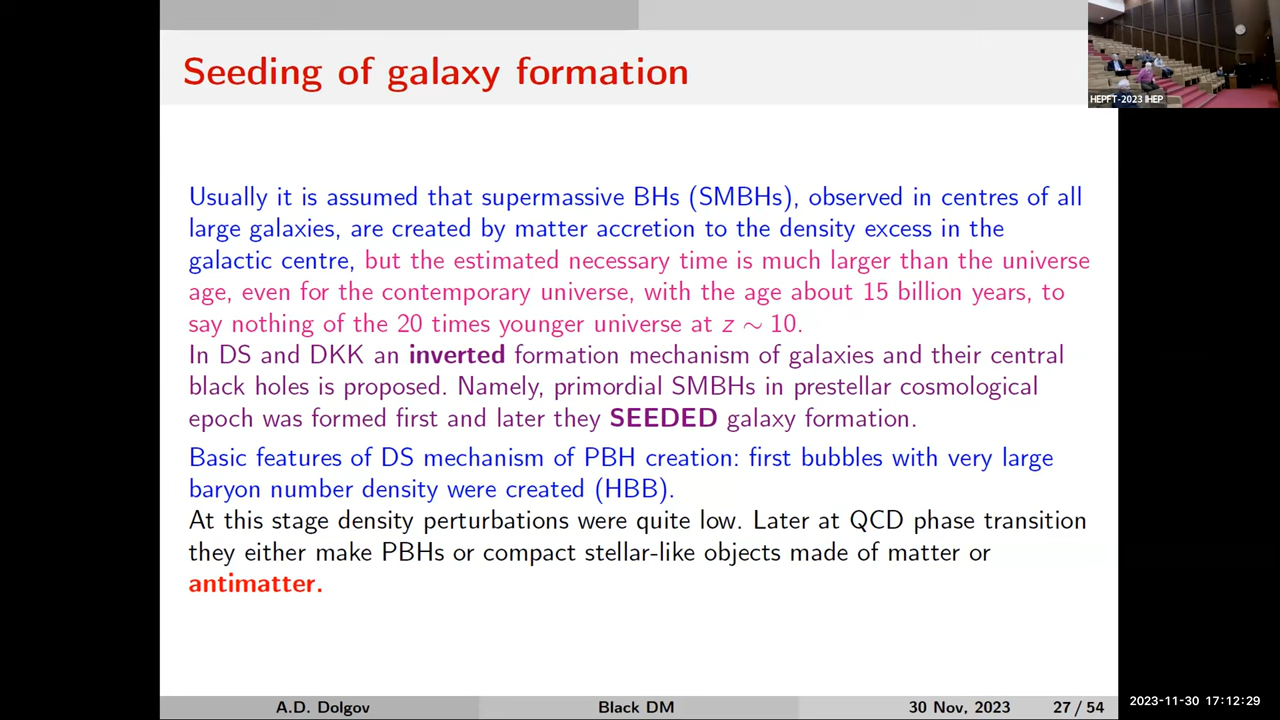 Seeding of galaxy formation
HEPFT-2023 IHEP
Usually it is assumed that supermassive BHs (SMBHs), observed in centres of all
large galaxies, are created by matter accretion to the density excess in the
galactic centre, but the estimated necessary time is much larger than the universe
age, even for the contemporary universe, with the age about 15 billion years, to
say nothing of the 20 times younger universe at z ∼ 10.
In DS and DKK an inverted formation mechanism of galaxies and their central
black holes is proposed. Namely, primordial SMBHs in prestellar cosmological
epoch was formed first and later they SEEDED galaxy formation.
Basic features of DS mechanism of PBH creation: first bubbles with very large
baryon number density were created (HBB).
At this stage density perturbations were quite low. Later at QCD phase transition
they either make PBHs or compact stellar-like objects made of matter or
antimatter.
A.D. Dolgov
Black DM
30 Nov, 2023
27 / 54
2023-11-30 17:12:29